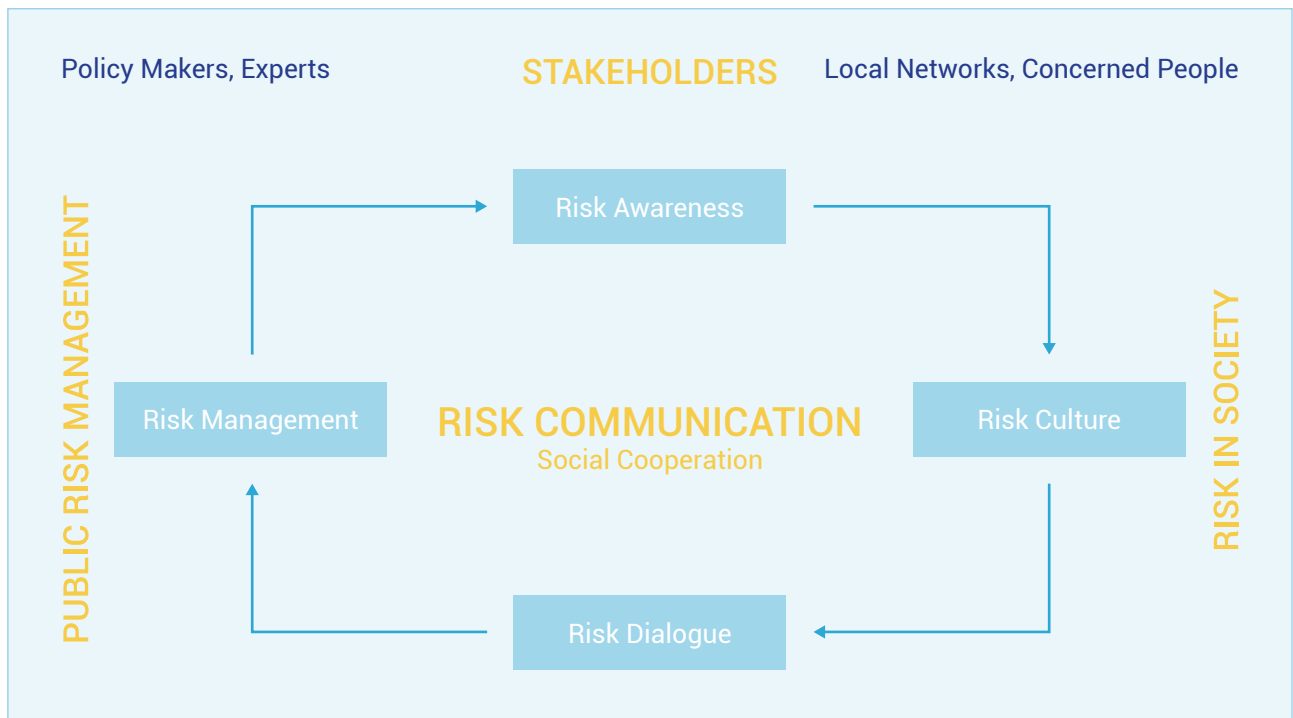 Policy Makers, Experts
STAKEHOLDERS
Local Networks, Concerned People
Risk Awareness
PUBLIC RISK MANAGEMENT
Risk Management
RISK COMMUNICATION
Social Cooperation
Risk Culture
RISK IN SOCIETY
Risk Dialogue